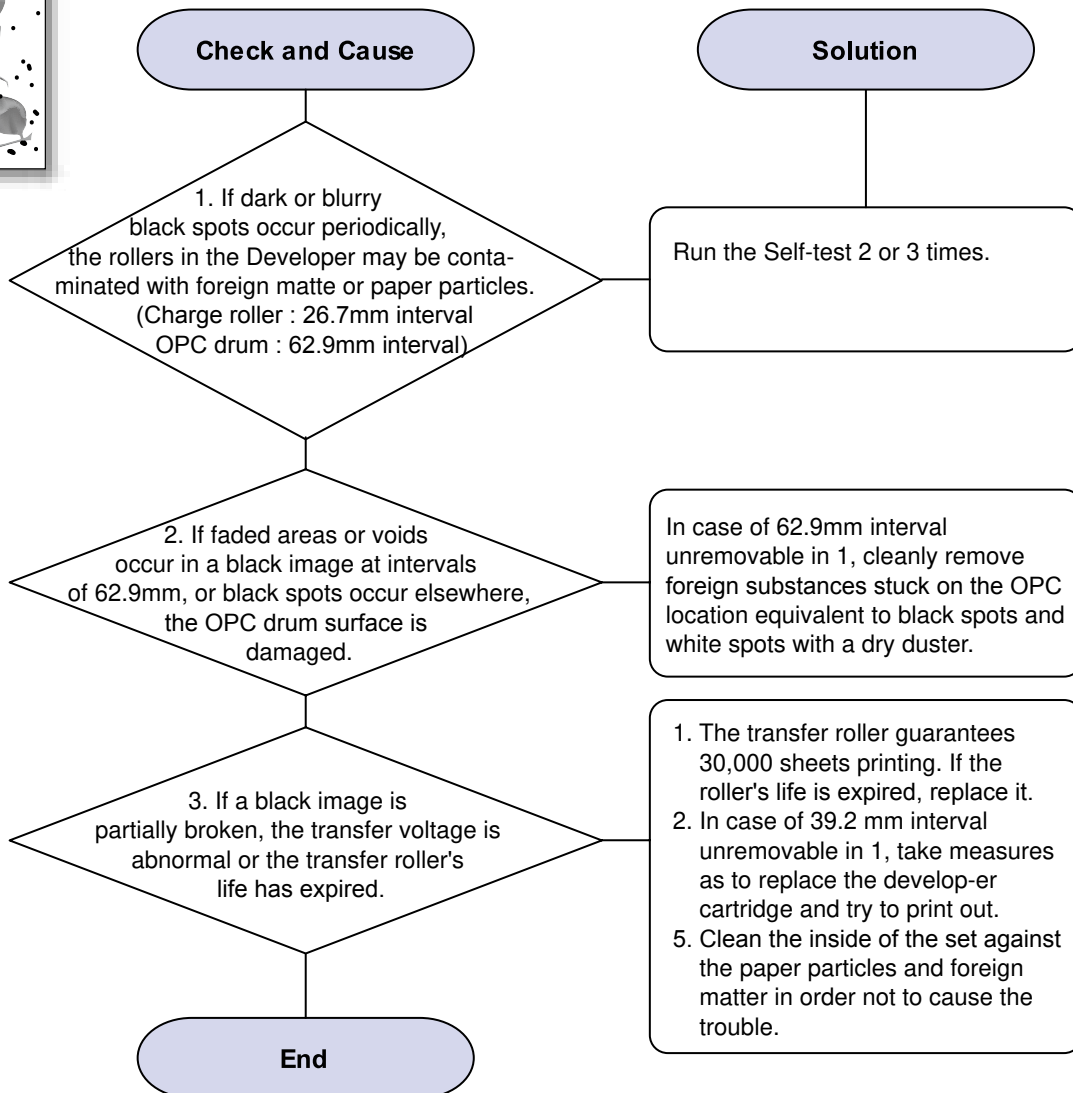 Check and Cause
Solution
1. If dark or blurry
black spots occur periodically,
the rollers in the Developer may be conta-
minated with foreign matte or paper particles.
(Charge roller : 26.7mm interval
OPC drum : 62.9mm interval)
Run the Self-test 2 or 3 times.
2. If faded areas or voids
occur in a black image at intervals
of 62.9mm, or black spots occur elsewhere,
the OPC drum surface is
damaged.
In case of 62.9mm interval
unremovable in 1, cleanly remove
foreign substances stuck on the OPC
location equivalent to black spots and
white spots with a dry duster.
3. If a black image is
partially broken, the transfer voltage is
abnormal or the transfer roller's
life has expired.
1. The transfer roller guarantees
30,000 sheets printing. If the
roller's life is expired, replace it.
2. In case of 39.2 mm interval
unremovable in 1, take measures
as to replace the develop-er
cartridge and try to print out.
5. Clean the inside of the set against
the paper particles and foreign
matter in order not to cause the
trouble.
End